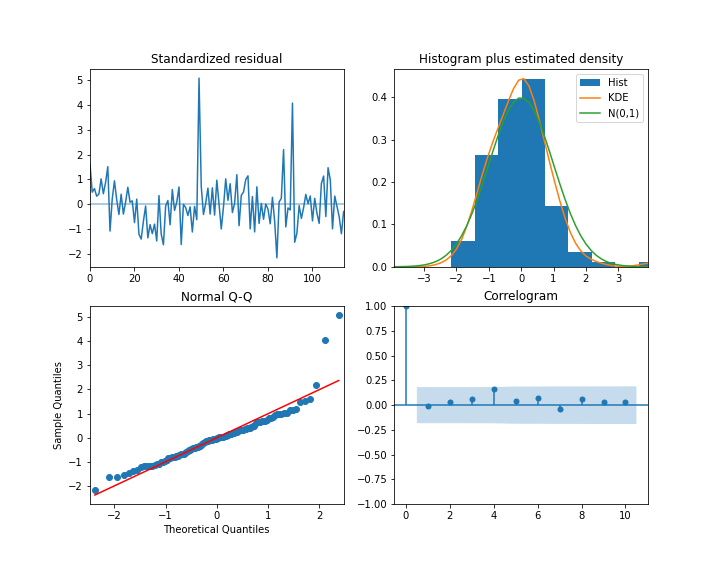 Standardized residual
5
4
3
2
1
0
−1
−2
0 20 40 60 80 100
Histogram plus estimated density
Hist
KDE
N(0,1)
0.4
0.3
0.2
0.1
0.0
−3 −2 −1 0 1 2 3
Normal Q-Q
Sample Quantiles
5
4
3
2
1
0
−1
−2
−2 −1 0 1 2
Theoretical Quantiles
Correlogram
1.00
0.75
0.50
0.25
0.00
−0.25
−0.50
−0.75
−1.00
0 2 4 6 8 10